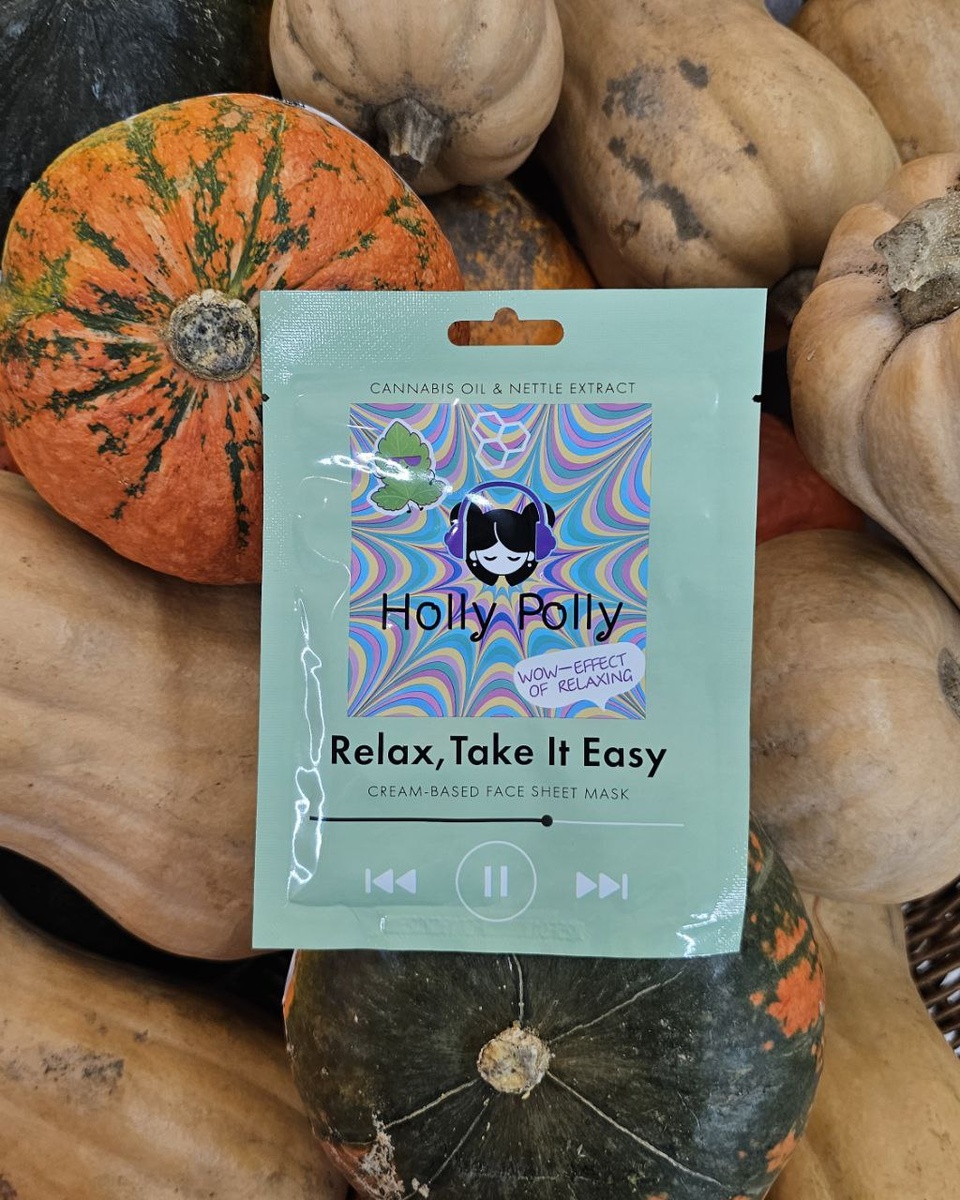 CANNABIS OIL & NETTLE EXTRACT
Holly Polly
WOW-EFFECT
OF RELAXING
Relax, Take It Easy
CREAM-BASED FACE SHEET MASK